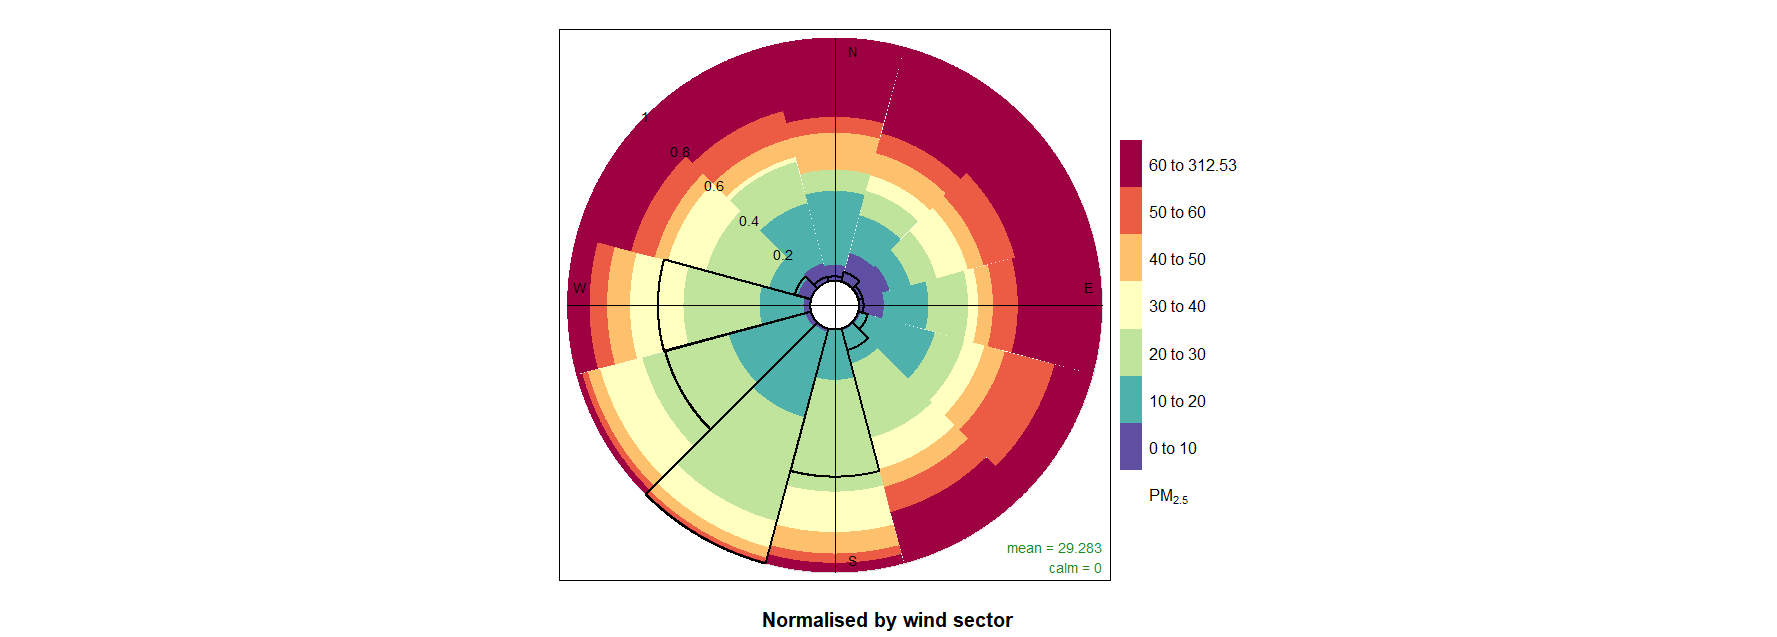 N
1
0.8
0.6
0.4
0.2
W
E
S
mean = 29.283
calm = 0
60 to 312.53
50 to 60
40 to 50
30 to 40
20 to 30
10 to 20
0 to 10
PM2.5
Normalised by wind sector